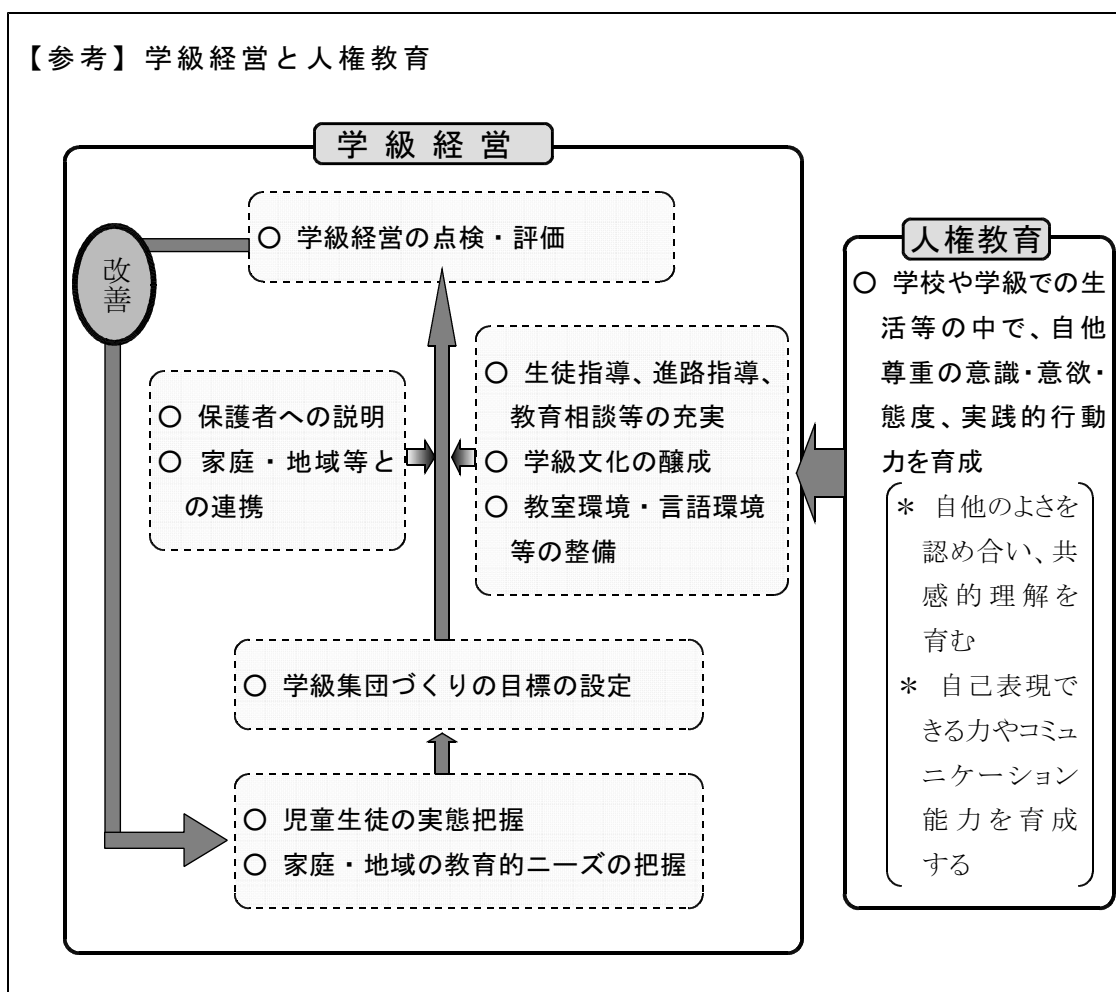 【参考】学級経営と人権教育
学級経営
○ 学級経営の点検・評価
改善
○ 保護者への説明
○ 家庭・地域等と
の連携
○ 生徒指導、進路指導、
教育相談等の充実
○ 学級文化の醸成
○ 教室環境・言語環境
等の整備
○ 学級集団づくりの目標の設定
○ 児童生徒の実態把握
○ 家庭・地域の教育的ニーズの把握
人権教育
○ 学校や学級での生
活等の中で、自他
尊重の意識・意欲・
態度、実践的行動
力を育成
＊ 自他のよさを
認め合い、共
感的理解を
育む
＊ 自己表現で
きる力やコミュ
ニケーション
能力を育成
する